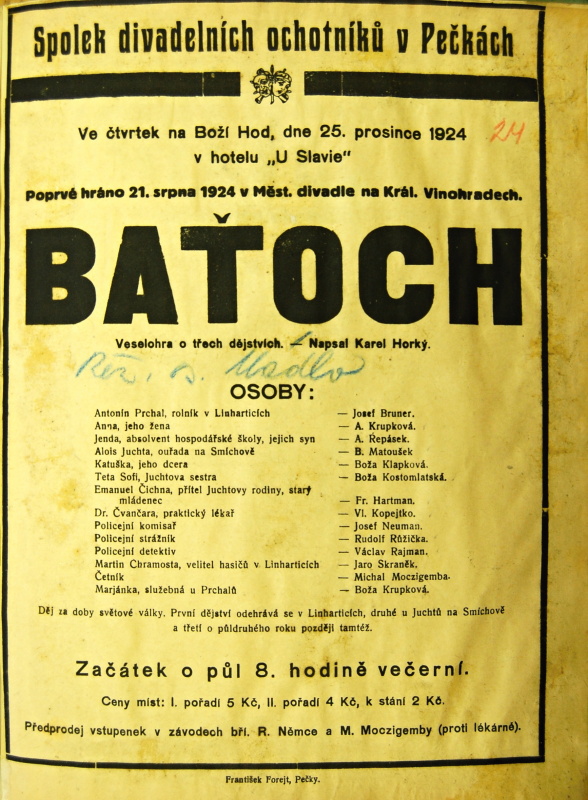 Spolek divadelních ochotníků v Pečkách
Ve čtvrtek na Boží Hod, dne 25. prosince 1924
24
v hotelu „U Slavie"
Poprvé hráno 21. srpna 1924 v Měst. divadle na Král. Vinohradech.
BAŤOCH
Veselohra o třech dějstvích. — Napsal Karel Horký.
Rež. s. Mádlo
OSOBY:
Antonín Prchal, rolník v Linharticích — Josef Bruner.
Anna, jeho žena — A. Krupková.
Jenda, absolvent hospodářské školy, jejich syn — A. Řepásek.
Alois Juchta, ouřada na Smíchově — B. Matoušek
Katuška, jeho dcera — Boža Klapková.
Teta Sofi, Juchtova sestra — Boža Kostomlatská.
Emanuel Čichna, přítel Juchtovy rodiny, starý
mládenec — Fr. Hartman.
Dr. Čvančara, praktický lékař — Vl. Kopejtko.
Policejní komisař — Josef Neuman.
Policejní strážník — Rudolf Růžička.
Policejní detektiv — Václav Rajman.
Martin Chramosta, velitel hasičů v Linharticích — Jaro Skraněk.
Četník — Michal Moczigemba.
Marjánka, služebná u Prchalů — Boža Krupková.
Děj za doby světové války. První dějství odehrává se v Linharticích, druhé u Juchtů na Smíchově
a třetí o půldruhého roku později tamtéž.
Začátek o půl 8. hodině večerní.
Ceny míst: I. pořadí 5 Kč, II. pořadí 4 Kč, k stání 2 Kč.
Předprodej vstupenek v závodech bří. R. Němce a M. Moczigemby (proti lékárně).
František Forejt, Pečky.